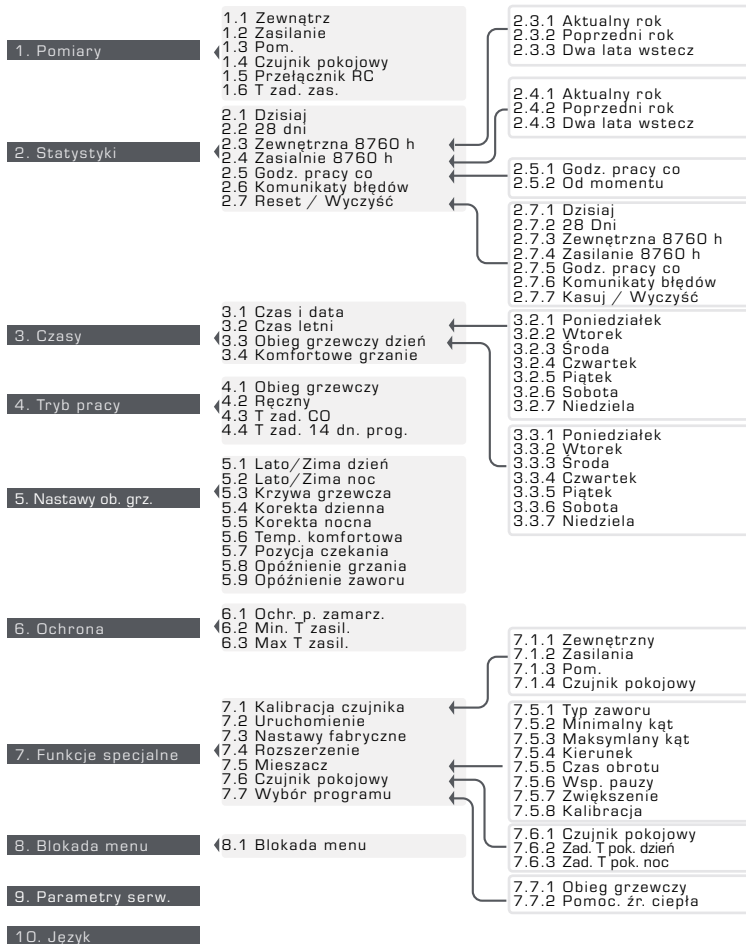 1. Pomiary
1.1 Zewnątrz
1.2 Zasilanie
1.3 Pom.
1.4 Czujnik pokojowy
1.5 Przełącznik RC
1.6 T zad. zas.
2. Statystyki
2.1 Dzisiaj
2.2 28 dni
2.3 Zewnętrzna 8760 h
2.4 Zasialnie 8760 h
2.5 Godz. pracy co
2.6 Komunikaty błędów
2.7 Reset / Wyczyść
2.3.1 Aktualny rok
2.3.2 Poprzedni rok
2.3.3 Dwa lata wstecz
2.4.1 Aktualny rok
2.4.2 Poprzedni rok
2.4.3 Dwa lata wstecz
2.5.1 Godz. pracy co
2.5.2 Od momentu
2.7.1 Dzisiaj
2.7.2 28 Dni
2.7.3 Zewnętrzna 8760 h
2.7.4 Zasilanie 8760 h
2.7.5 Godz. pracy co
2.7.6 Komunikaty błędów
2.7.7 Kasuj / Wyczyść
3. Czasy
3.1 Czas i data
3.2 Czas letni
3.3 Obieg grzewczy dzień
3.4 Komfortowe grzanie
3.2.1 Poniedziałek
3.2.2 Wtorek
3.2.3 Środa
3.2.4 Czwartek
3.2.5 Piątek
3.2.6 Sobota
3.2.7 Niedziela
3.3.1 Poniedziałek
3.3.2 Wtorek
3.3.3 Środa
3.3.4 Czwartek
3.3.5 Piątek
3.3.6 Sobota
3.3.7 Niedziela
4. Tryb pracy
4.1 Obieg grzewczy
4.2 Ręczny
4.3 T zad. CO
4.4 T zad. 14 dn. prog.
5. Nastawy ob. grz.
5.1 Lato/Zima dzień
5.2 Lato/Zima noc
5.3 Krzywa grzewcza
5.4 Korekta dzienna
5.5 Korekta nocna
5.6 Temp. komfortowa
5.7 Pozycja czekania
5.8 Opóźnienie grzania
5.9 Opóźnienie zaworu
6. Ochrona
6.1 Ochr. p. zamarz.
6.2 Min. T zasil.
6.3 Max T zasil.
7. Funkcje specjalne
7.1 Kalibracja czujnika
7.2 Uruchomienie
7.3 Nastawy fabryczne
7.4 Rozszerzenie
7.5 Mieszacz
7.6 Czujnik pokojowy
7.7 Wybór programu
7.1.1 Zewnętrzny
7.1.2 Zasilania
7.1.3 Pom.
7.1.4 Czujnik pokojowy
7.5.1 Typ zaworu
7.5.2 Minimalny kąt
7.5.3 Maksymlany kąt
7.5.4 Kierunek
7.5.5 Czas obrotu
7.5.6 Wsp. pauzy
7.5.7 Zwiększenie
7.5.8 Kalibracja
7.6.1 Czujnik pokojowy
7.6.2 Zad. T pok. dzień
7.6.3 Zad. T pok. noc
7.7.1 Obieg grzewczy
7.7.2 Pomoc. źr. ciepła
8. Blokada menu
8.1 Blokada menu
9. Parametry serw.
10. Język